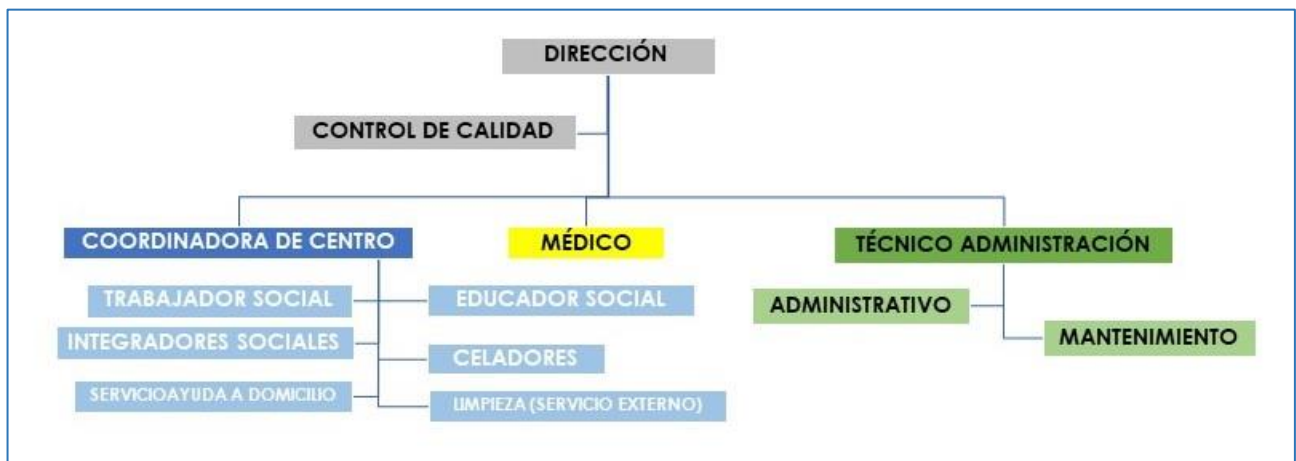 DIRECCIÓN
CONTROL DE CALIDAD
COORDINADORA DE CENTRO
MÉDICO
TÉCNICO ADMINISTRACIÓN
TRABAJADOR SOCIAL
EDUCADOR SOCIAL
ADMINISTRATIVO
INTEGRADORES SOCIALES
CELADORES
MANTENIMIENTO
SERVICIOAYUDA A DOMICILIO
LIMPIEZA (SERVICIO EXTERNO)